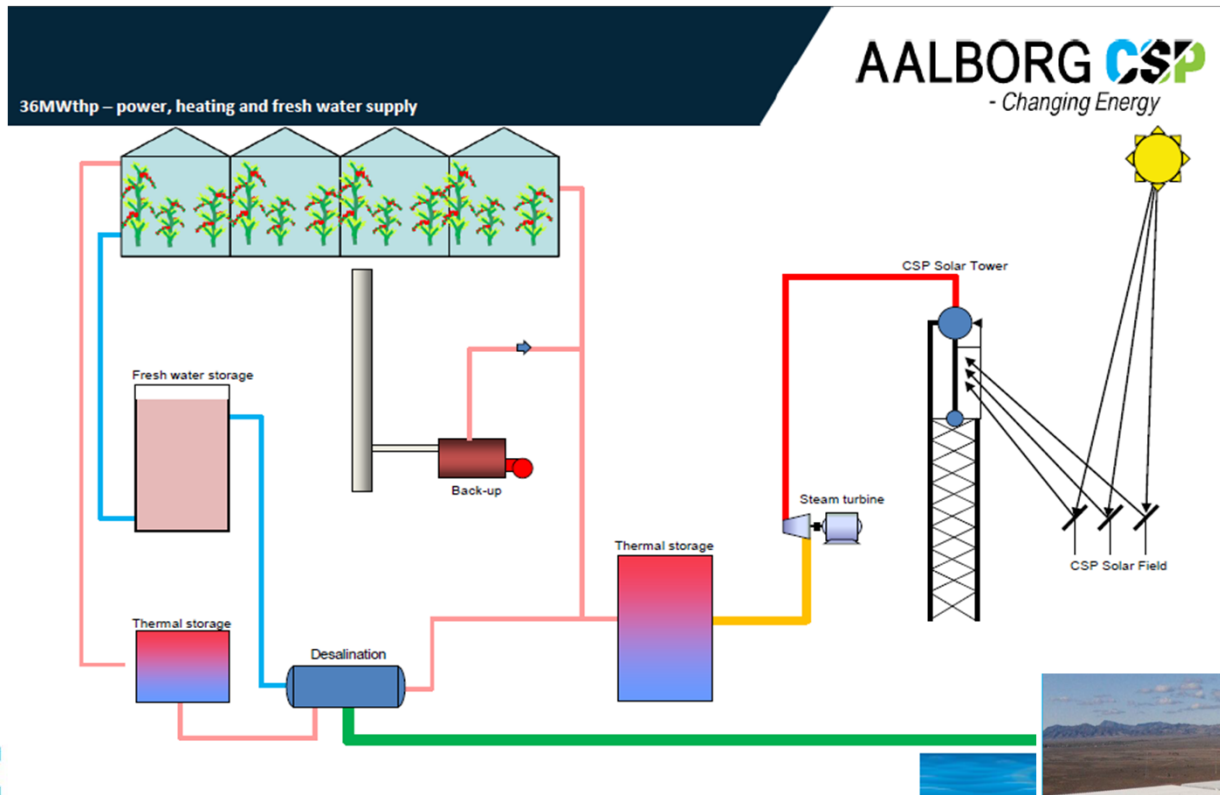 AALBORG CSP
- Changing Energy
36MWthp – power, heating and fresh water supply
CSP Solar Tower
Fresh water storage
Back-up
Steam turbine
Thermal storage
CSP Solar Field
Thermal storage
Desalination